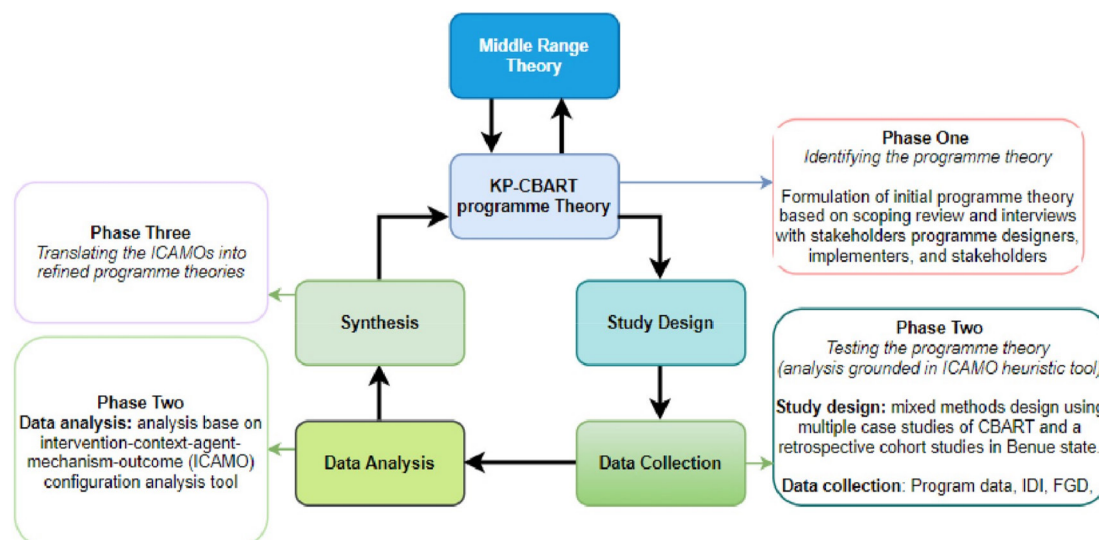 Middle Range
Theory
KP-CBART
programme Theory
Phase One
Identifying the programme theory
Formulation of initial programme theory
based on scoping review and interviews
with stakeholders programme designers,
implementers, and stakeholders
Phase Three
Translating the ICAMOs into
refined programme theories
Synthesis
Study Design
Phase Two
Testing the programme theory
(analysis grounded in ICAMO heuristic tool)
Study design: mixed methods design using
multiple case studies of CBART and a
retrospective cohort studies in Benue state.
Data collection: Program data, IDI, FGD,
Phase Two
Data analysis: analysis base on
intervention-context-agent-
mechanism-outcome (ICAMO)
configuration analysis tool
Data Analysis
Data Collection